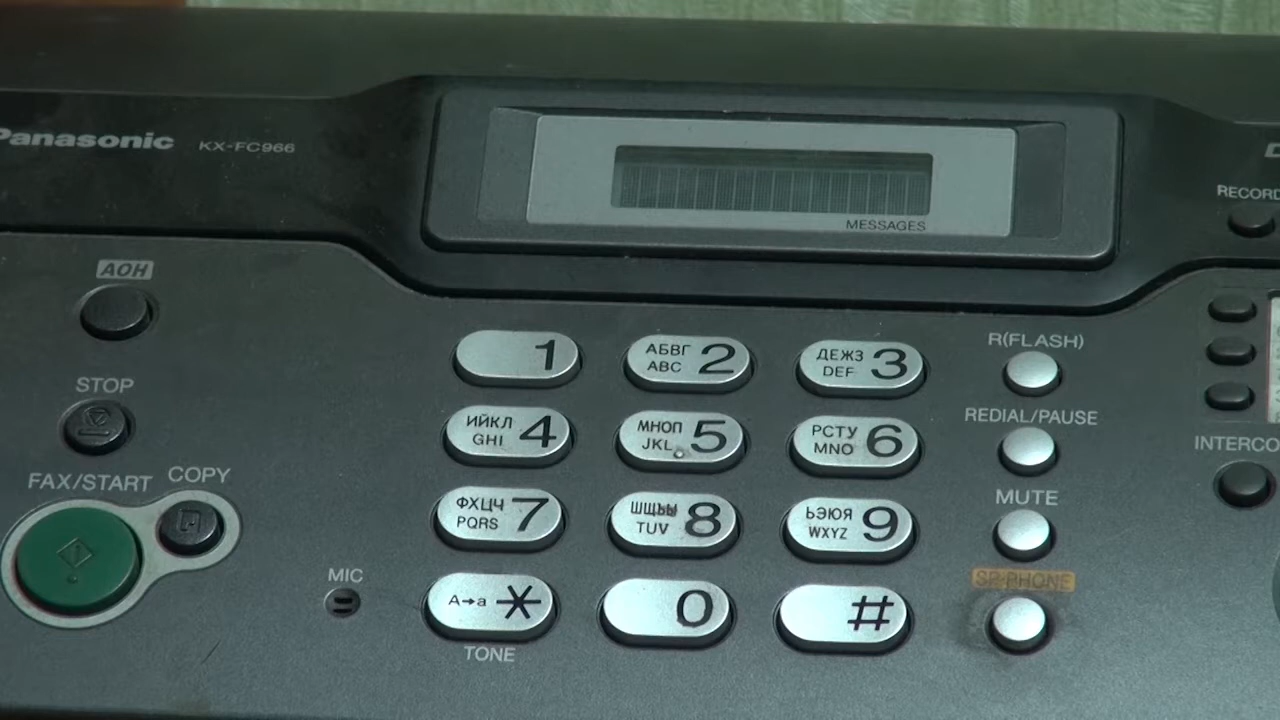 Panasonic KX-FC966
MESSAGES
RECORD
АОН
STOP
FAX/START
COPY
MIC
1
АБВГ
ABC 2
ДЕЖЗ
DEF 3
ИЙКЛ
GHI 4
МНОП
JKL 5
РСТУ
MNO 6
ФХЦЧ
PQRS 7
ШЩЪЫ
TUV 8
ЬЭЮЯ
WXYZ 9
A→a *
0
#
TONE
R(FLASH)
REDIAL/PAUSE
MUTE
SP-PHONE
INTERCO